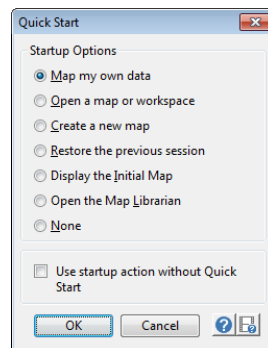 Quick Start
Startup Options
Map my own data
Open a map or workspace
Create a new map
Restore the previous session
Display the Initial Map
Open the Map Librarian
None
Use startup action without Quick
Start
OK
Cancel